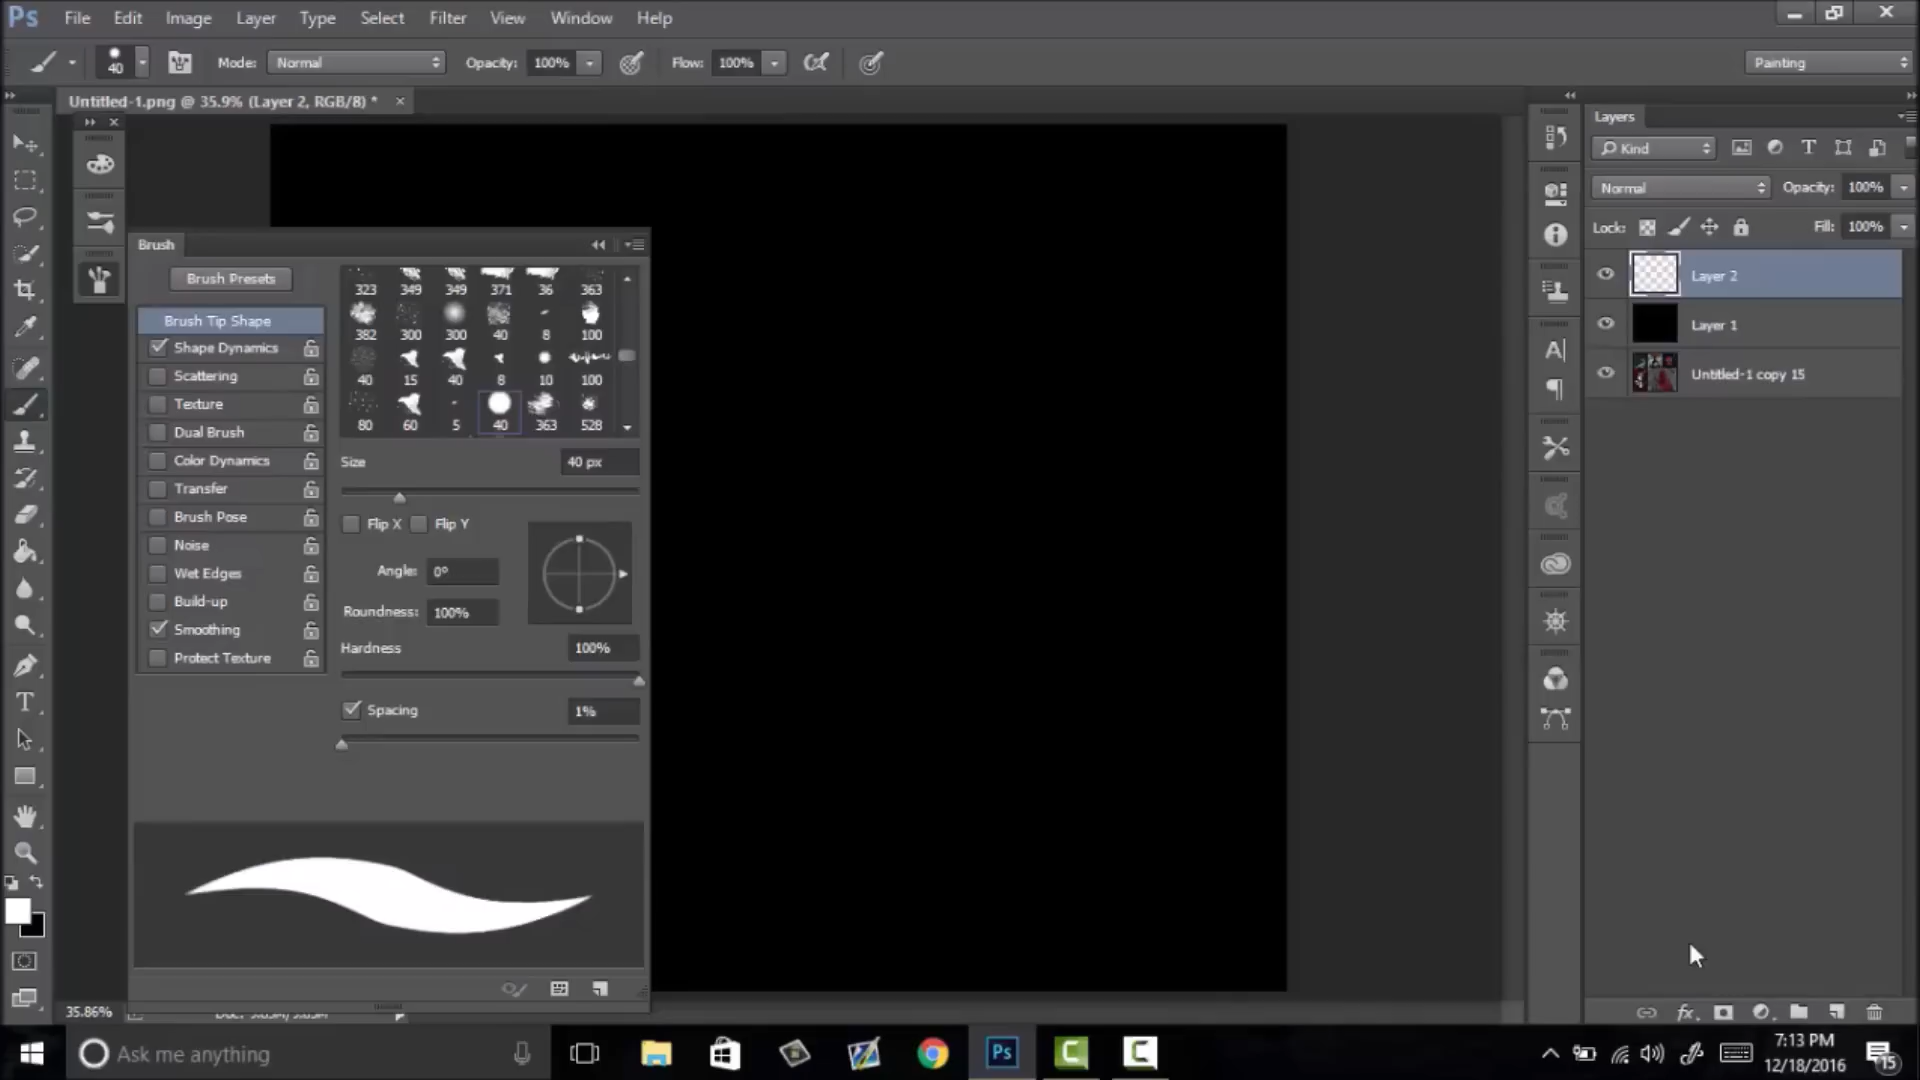 Ps File Edit Image Layer Type Select Filter View Window Help
40 Mode: Normal Opacity: 100% Flow: 100% Painting
Untitled-1.png @ 35.9% (Layer 2, RGB/8) *
Layers
Kind
Normal Opacity: 100%
Lock: Fill: 100%
Layer 2
Layer 1
Untitled-1 copy 15
Brush
Brush Presets
Brush Tip Shape
Shape Dynamics
Scattering
Texture
Dual Brush
Color Dynamics
Transfer
Brush Pose
Noise
Wet Edges
Build-up
Smoothing
Protect Texture
323 349 349 371 36 363
382 300 300 40 8 100
40 15 40 8 10 100
80 60 5 40 363 528
Size 40 px
Flip X Flip Y
Angle: 0°
Roundness: 100%
Hardness 100%
Spacing 1%
35.86%
Ask me anything
Ps
7:13 PM
12/18/2016
15